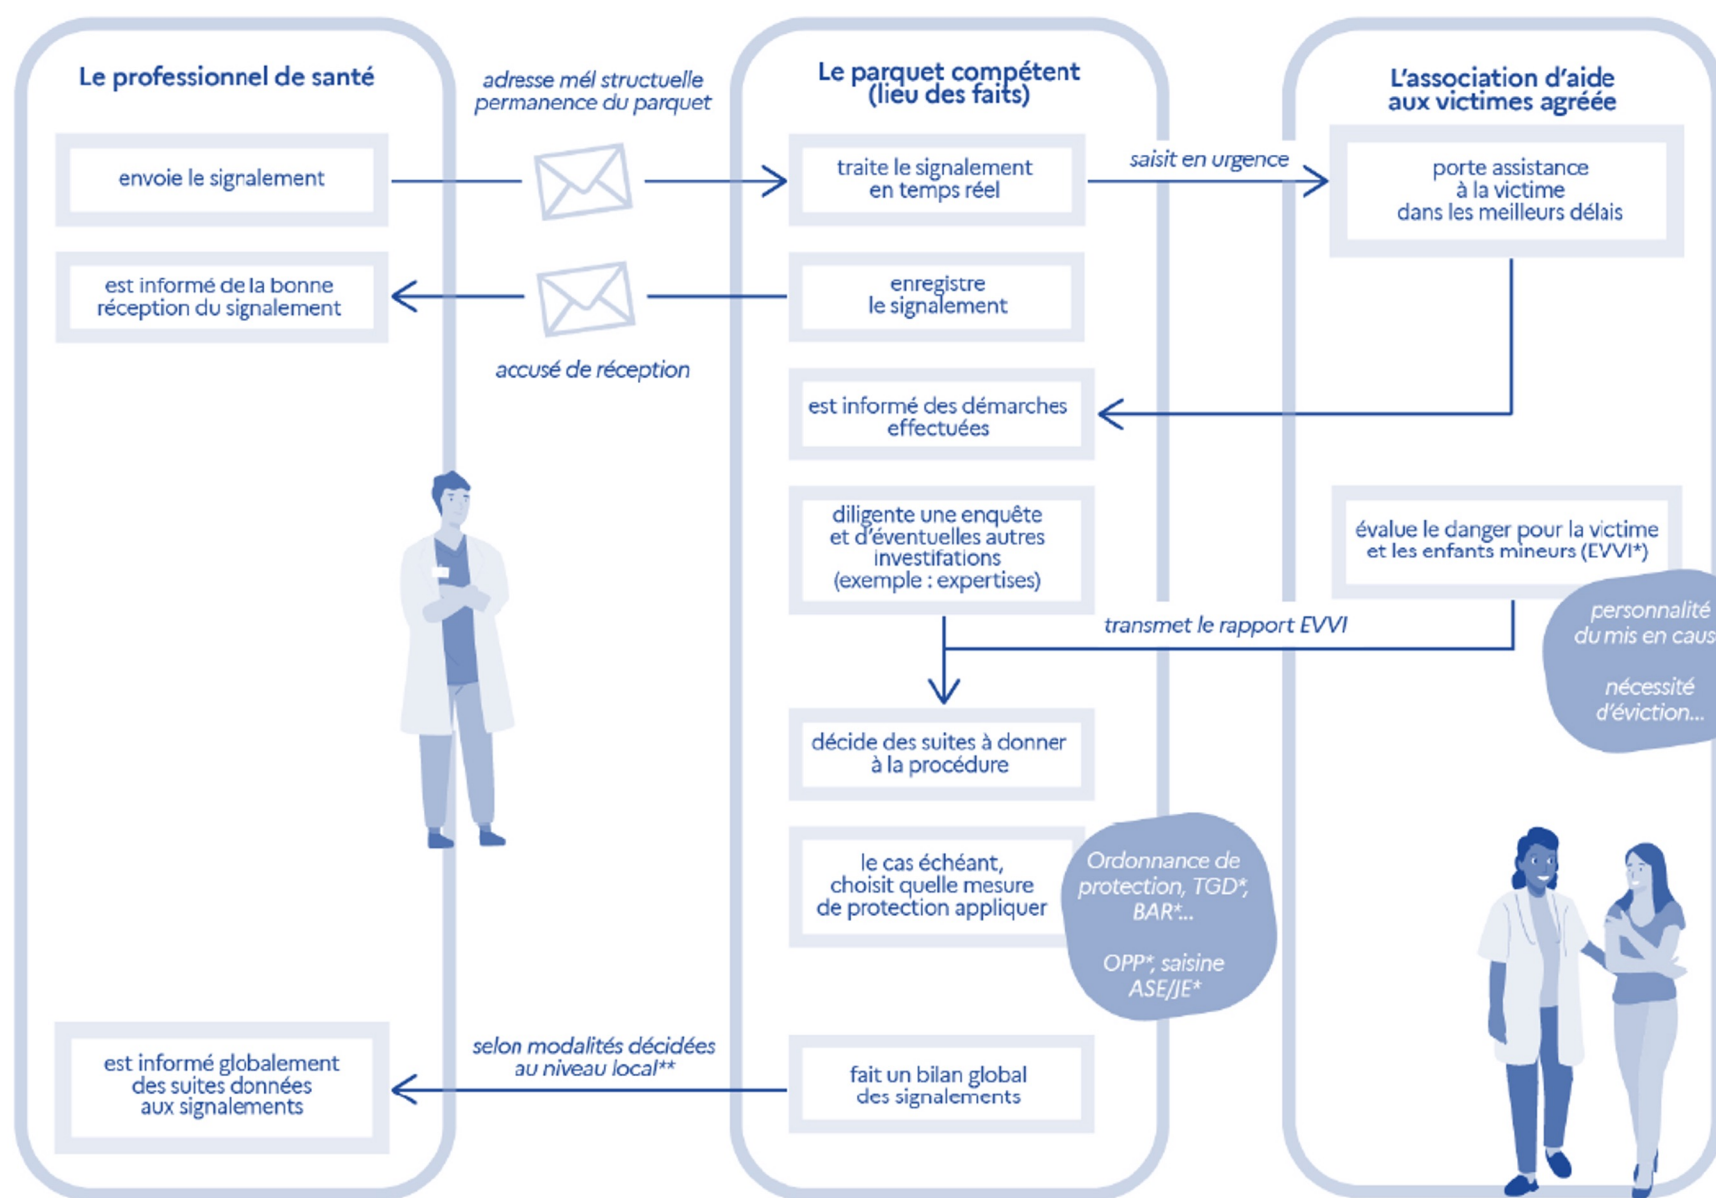 Le professionnel de santé
envoie le signalement
est informé de la bonne
réception du signalement
est informé globalement
des suites données
aux signalements
adresse mél structuelle
permanence du parquet
accusé de réception
selon modalités décidées
au niveau local**
Le parquet compétent
(lieu des faits)
traite le signalement
en temps réel
enregistre
le signalement
est informé des démarches
effectuées
diligente une enquête
et d'éventuelles autres
investifations
(exemple : expertises)
décide des suites à donner
à la procédure
le cas échéant,
choisit quelle mesure
de protection appliquer
Ordonnance de
protection, TGD*,
BAR*...
OPP*, saisine
ASE/JE*
fait un bilan global
des signalements
saisit en urgence
transmet le rapport EVVI
L'association d'aide
aux victimes agréée
porte assistance
à la victime
dans les meilleurs délais
évalue le danger pour la victime
et les enfants mineurs (EVVI*)
personnalité
du mis en caus
nécessité
d'éviction...